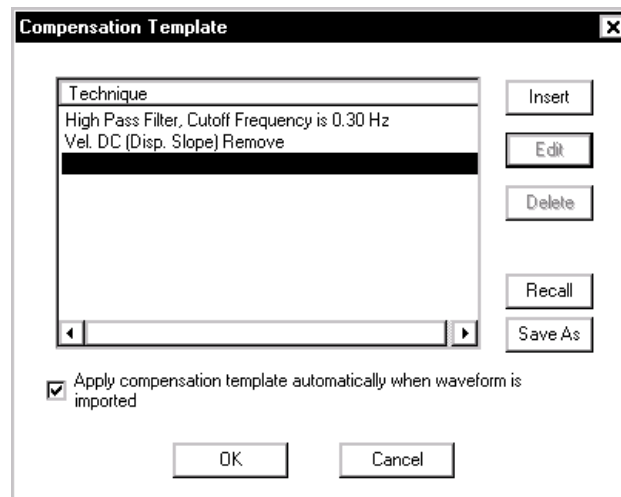 Compensation Template
Technique
Insert
High Pass Filter, Cutoff Frequency is 0.30 Hz
Vel. DC (Disp. Slope) Remove
Edit
Delete
Recall
Save As
Apply compensation template automatically when waveform is
imported
OK
Cancel